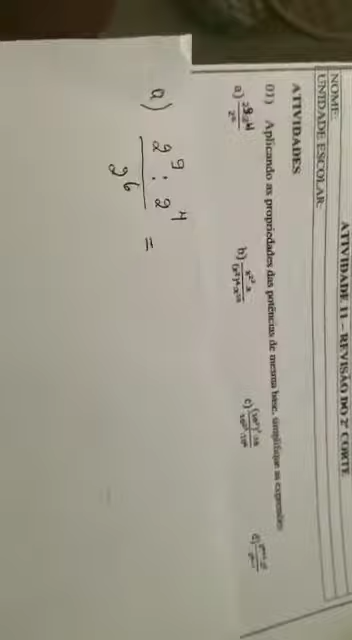 ATIVIDADE 11 – REVISÃO DO 2º CORTE
NOME:
UNIDADE ESCOLAR:
ATIVIDADES
01) Aplicando as propriedades das potências de mesma base, simplifique as expressões:
a) b) c) d)
a) 2⁹ : 2⁴ / 2⁶ =